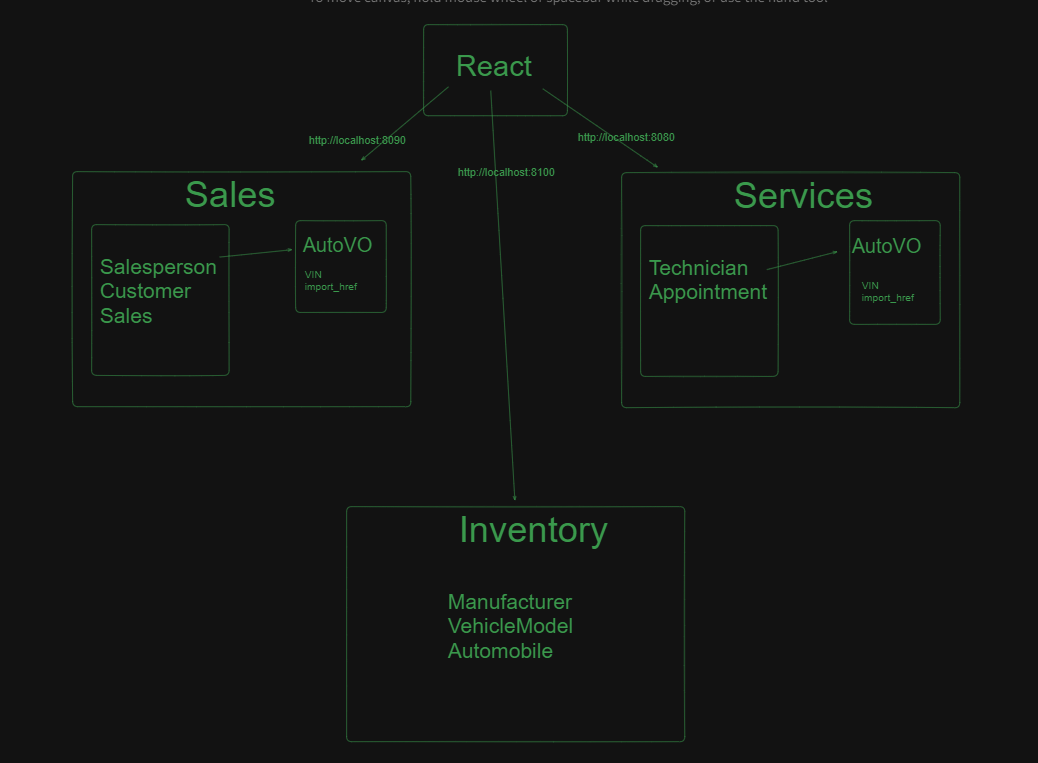 To move canvas, hold mouse wheel or spacebar while dragging, or use the hand tool
React
http://localhost:8090
http://localhost:8080
http://localhost:8100
Sales
Salesperson
Customer
Sales
AutoVO
VIN
import_href
Services
Technician
Appointment
AutoVO
VIN
import_href
Inventory
Manufacturer
VehicleModel
Automobile